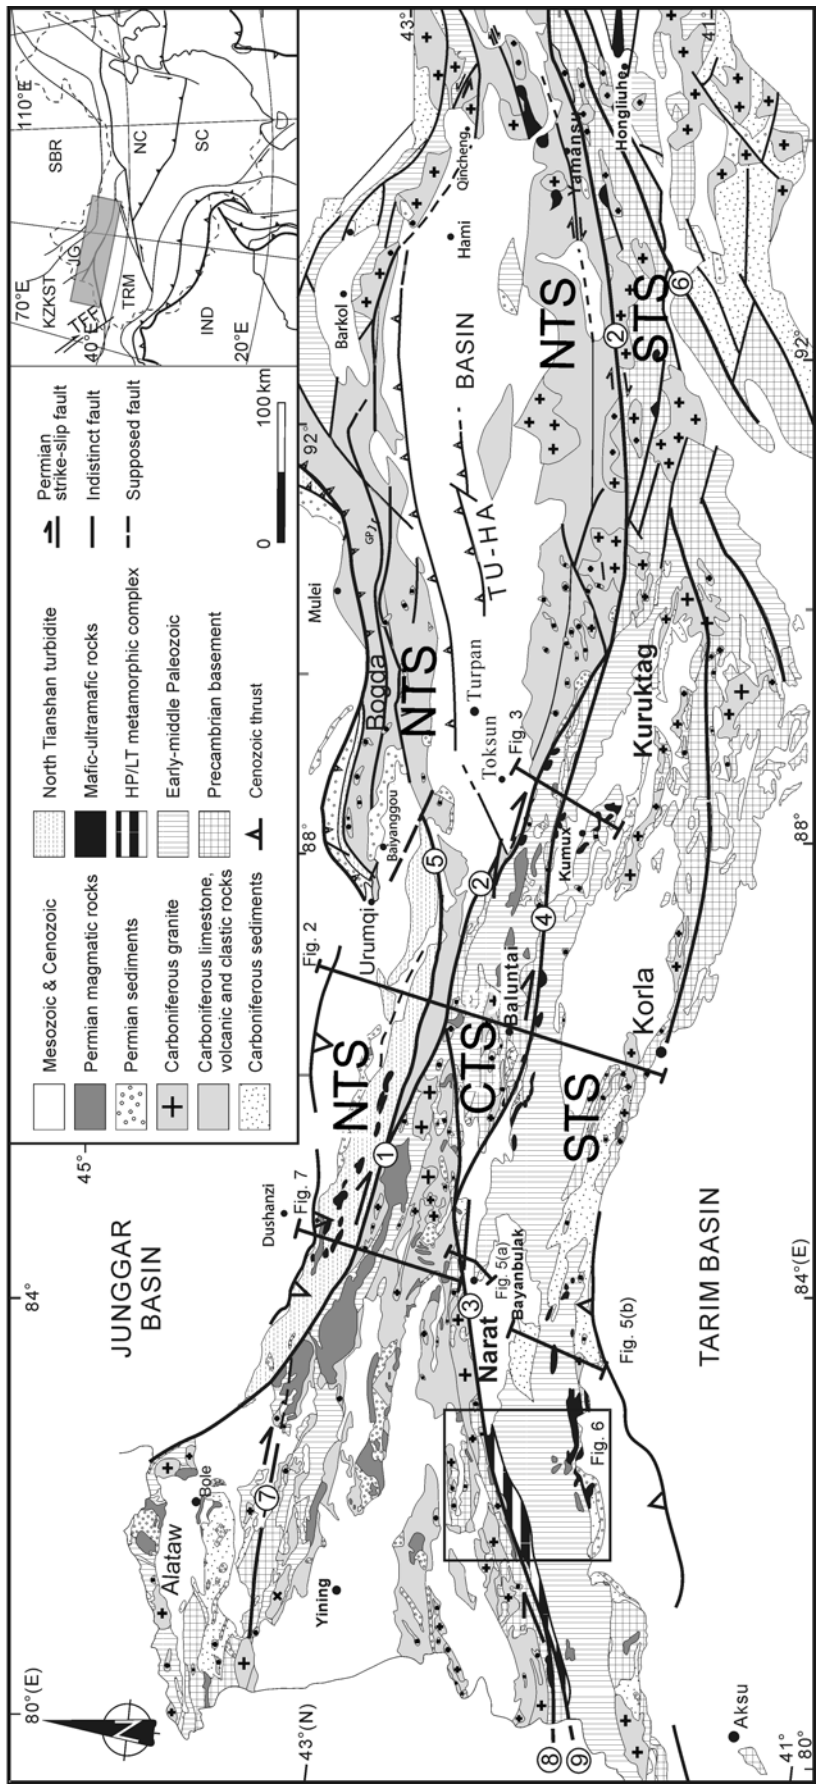 80°(E)
84°
45°
JUNGGAR
BASIN
Alataw
Bole
Yining
Dushanzi
Fig. 7
Fig. 2
Urumqi
NTS
Mesozoic & Cenozoic
Permian magmatic rocks
Permian sediments
Carboniferous granite
Carboniferous limestone,
volcanic and clastic rocks
Carboniferous sediments
North Tianshan turbidite
Mafic-ultramafic rocks
HP/LT metamorphic complex
Early-middle Paleozoic
Precambrian basement
Cenozoic thrust
Permian
strike-slip fault
Indistinct fault
Supposed fault
0
100 km
70°E
110°E
KZKST
SBR
JG
TFF
40°E
TRM
NC
SC
IND
20°E
88°
92°
43°
Mulei
Barkol
Bogda
Baiyanggou
GP
NTS
Turpan
Toksun
Fig. 3
TU-HA
BASIN
Hami
Qincheng
NTS
Yamansu
Hongliuhe
STS
41°
92°
1
2
2
3
4
5
6
7
8
9
CTS
Baluntai
Kumux
Kuruktag
Korla
STS
Narat
Fig. 5(a)
Bayanbulak
Fig. 5(b)
Fig. 6
TARIM BASIN
43°(N)
Aksu
41°
80°
84°(E)
88°